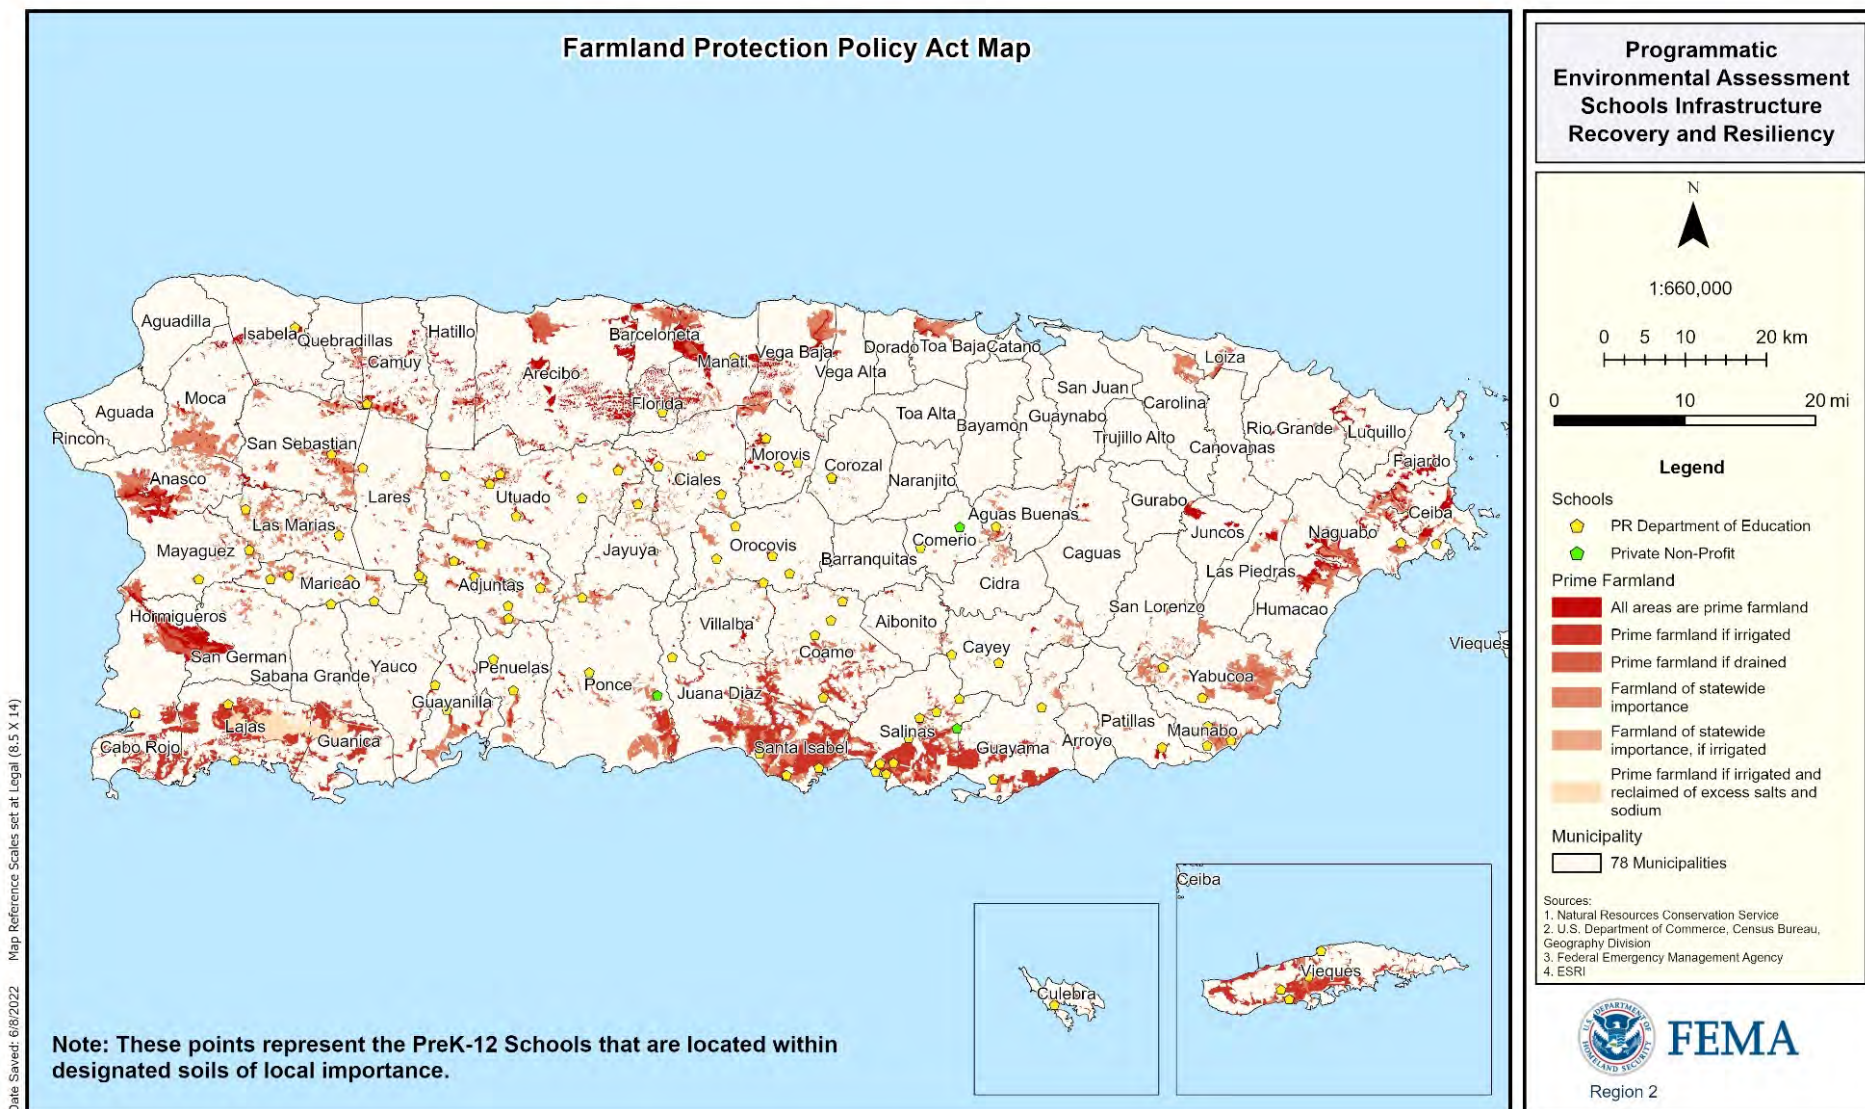 Farmland Protection Policy Act Map
Aguadilla
Isabela
Quebradillas
Camuy
Hatillo
Arecibo
Barceloneta
Manati
Vega Baja
Vega Alta
Dorado
Toa Baja
Catano
San Juan
Loiza
Carolina
Aguada
Moca
Rincon
San Sebastian
Florida
Toa Alta
Bayamon
Guaynabo
Trujillo Alto
Canovanas
Rio Grande
Luquillo
Fajardo
Anasco
Lares
Utuado
Ciales
Morovis
Corozal
Naranjito
Aguas Buenas
Gurabo
Juncos
Naguabo
Ceiba
Las Marias
Mayaguez
Maricao
Adjuntas
Jayuya
Orocovis
Barranquitas
Comerio
Cidra
Caguas
Las Piedras
San Lorenzo
Humacao
Hormigueros
San German
Sabana Grande
Yauco
Penuelas
Guayanilla
Ponce
Villalba
Juana Diaz
Coamo
Aibonito
Cayey
Yabucoa
Vieques
Lajas
Guanica
Cabo Rojo
Santa Isabel
Salinas
Guayama
Arroyo
Patillas
Maunabo
Ceiba
Culebra
Vieques
Note: These points represent the PreK-12 Schools that are located within
designated soils of local importance.
Date Saved: 6/8/2022 Map Reference Scales set at Legal (8.5 X 14)
Programmatic
Environmental Assessment
Schools Infrastructure
Recovery and Resiliency
N
1:660,000
0 5 10 20 km
0 10 20 mi
Legend
Schools
PR Department of Education
Private Non-Profit
Prime Farmland
All areas are prime farmland
Prime farmland if irrigated
Prime farmland if drained
Farmland of statewide
importance
Farmland of statewide
importance, if irrigated
Prime farmland if irrigated and
reclaimed of excess salts and
sodium
Municipality
78 Municipalities
Sources:
1. Natural Resources Conservation Service
2. U.S. Department of Commerce, Census Bureau,
Geography Division
3. Federal Emergency Management Agency
4. ESRI
U.S. DEPARTMENT OF
HOMELAND SECURITY
FEMA
Region 2